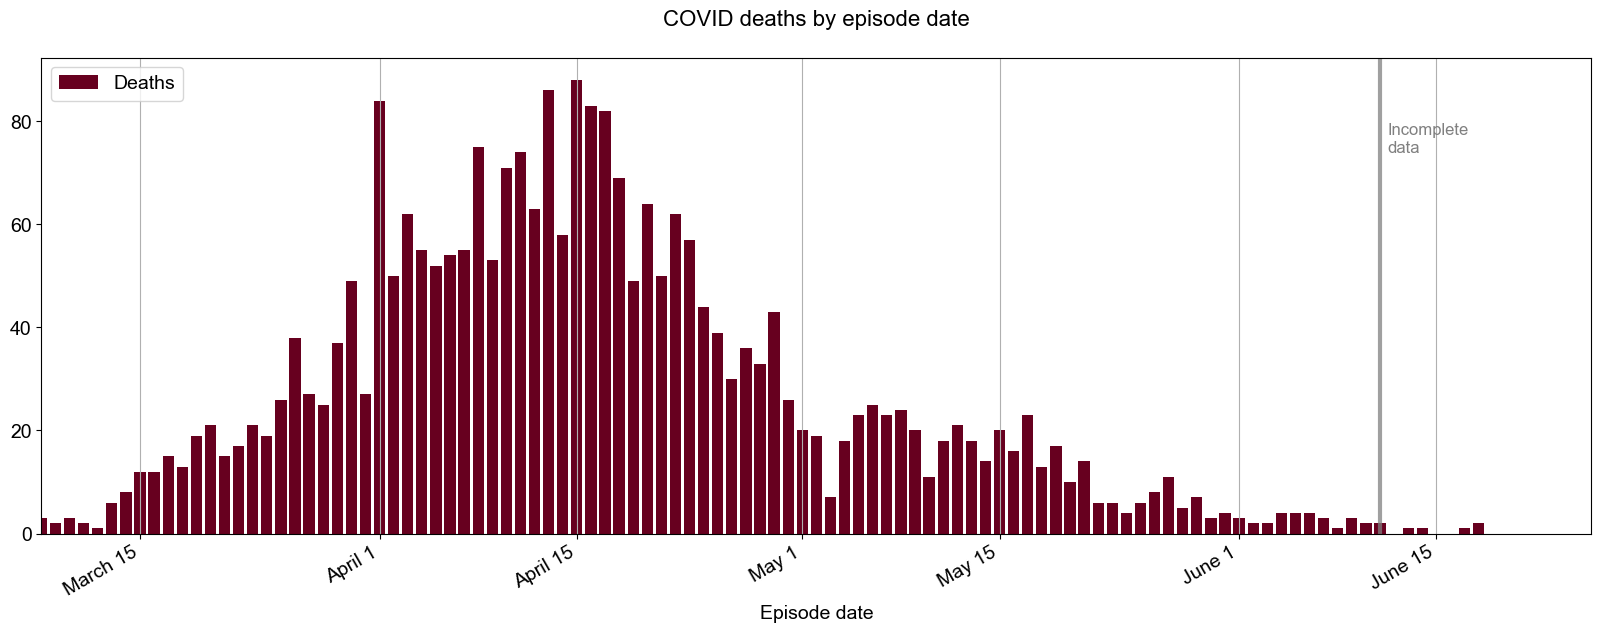 COVID deaths by episode date
Deaths
80
60
40
20
0
Incomplete
data
March 15
April 1
April 15
May 1
May 15
June 1
June 15
Episode date